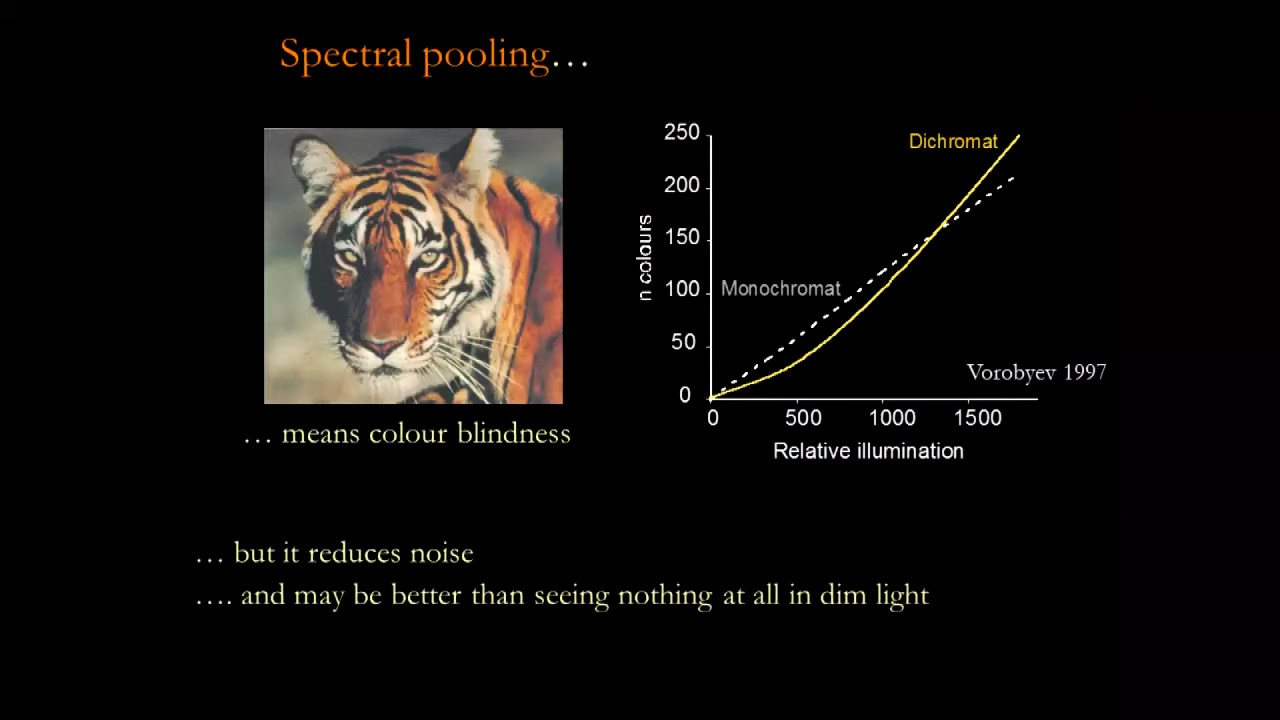 Spectral pooling…
… means colour blindness
250
200
150
100
50
0
n colours
Dichromat
Monochromat
Vorobyev 1997
0 500 1000 1500
Relative illumination
… but it reduces noise
…. and may be better than seeing nothing at all in dim light